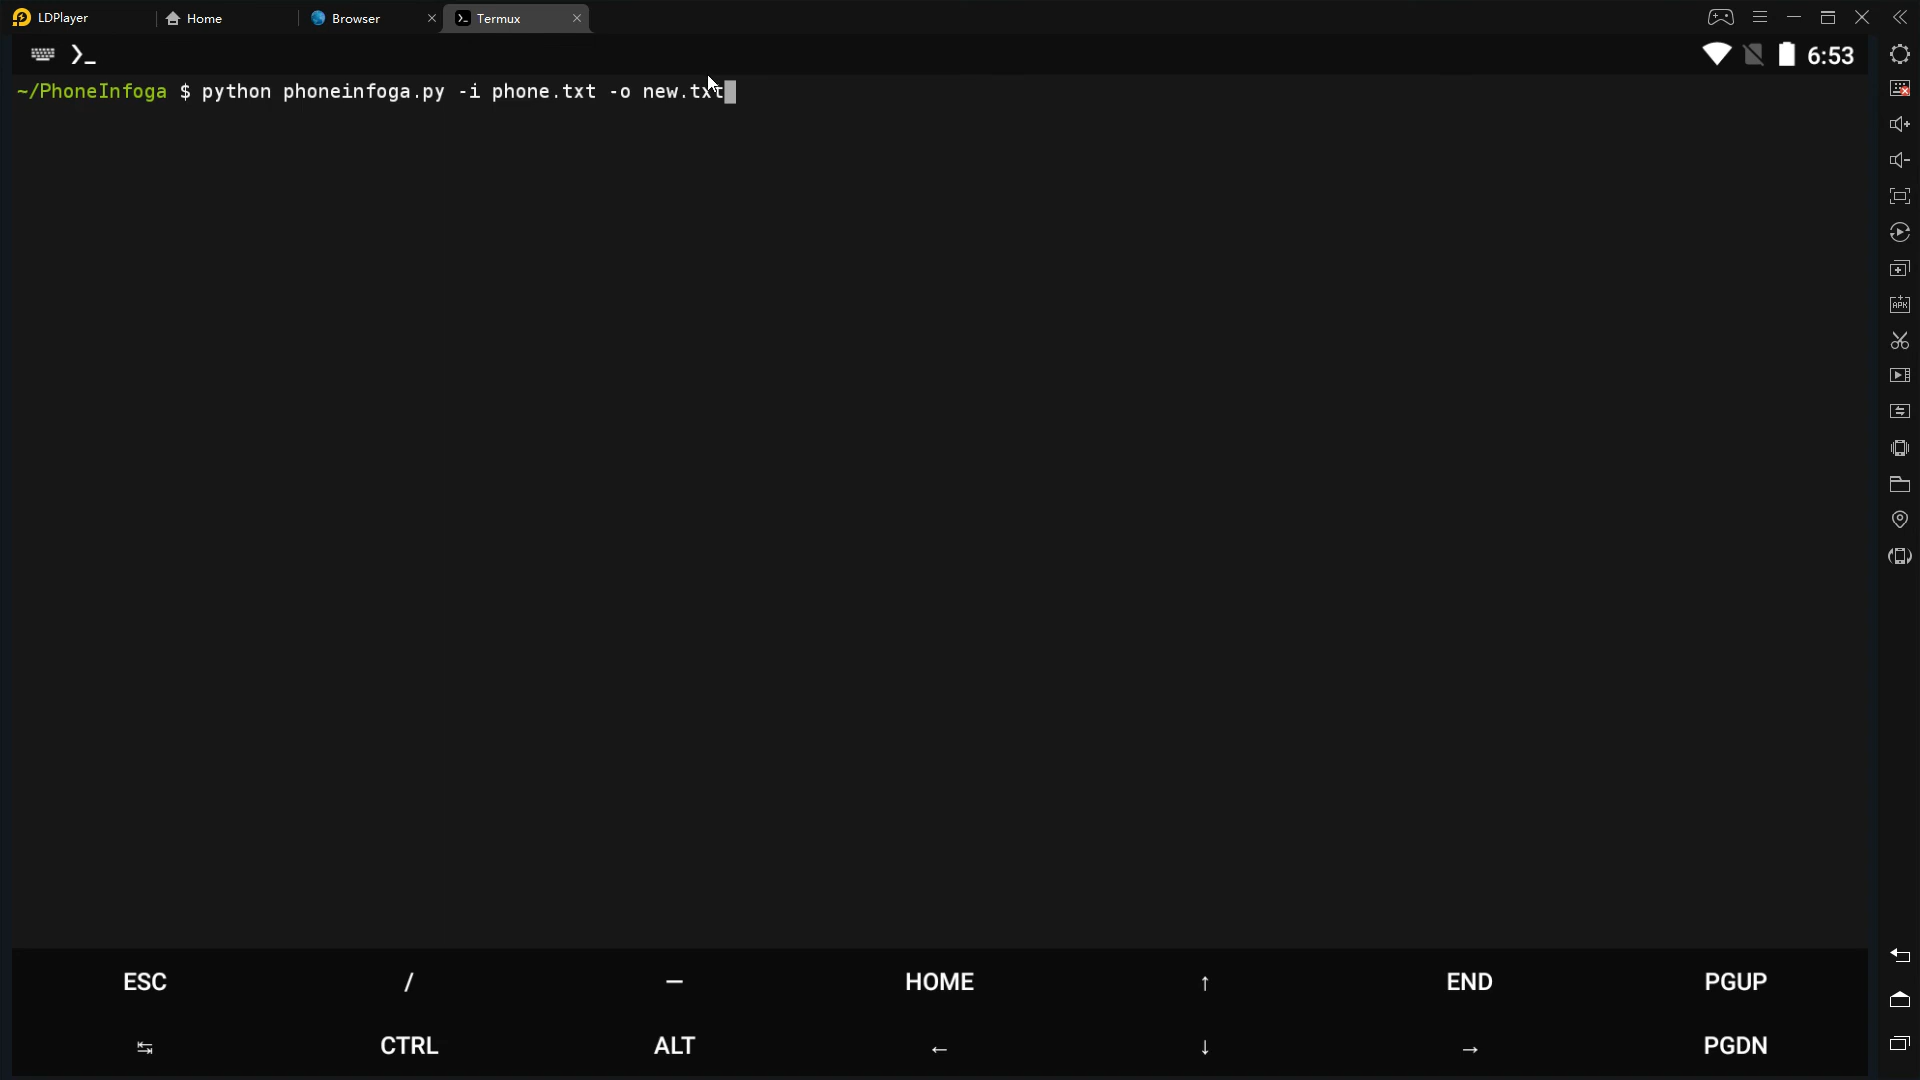 LDPlayer Home Browser Termux
6:53
~/PhoneInfoga $ python phoneinfoga.py -i phone.txt -o new.txt
ESC / — HOME ↑ END PGUP
↹ CTRL ALT ← ↓ → PGDN
APK